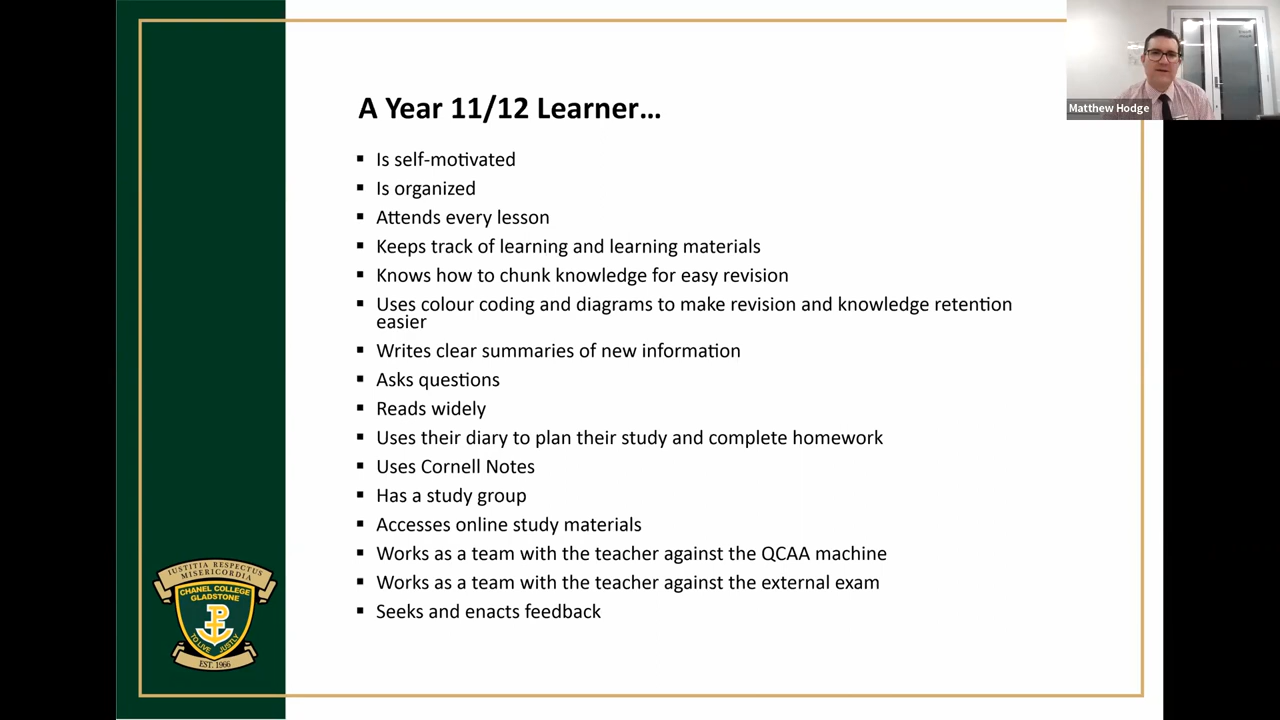 A Year 11/12 Learner…
Matthew Hodge
Is self-motivated
Is organized
Attends every lesson
Keeps track of learning and learning materials
Knows how to chunk knowledge for easy revision
Uses colour coding and diagrams to make revision and knowledge retention
easier
Writes clear summaries of new information
Asks questions
Reads widely
Uses their diary to plan their study and complete homework
Uses Cornell Notes
Has a study group
Accesses online study materials
Works as a team with the teacher against the QCAA machine
Works as a team with the teacher against the external exam
Seeks and enacts feedback
IUSTITIA RESPECTUS
MISERICORDIA
CHANEL COLLEGE
GLADSTONE
TO LIVE JUSTLY
EST. 1966